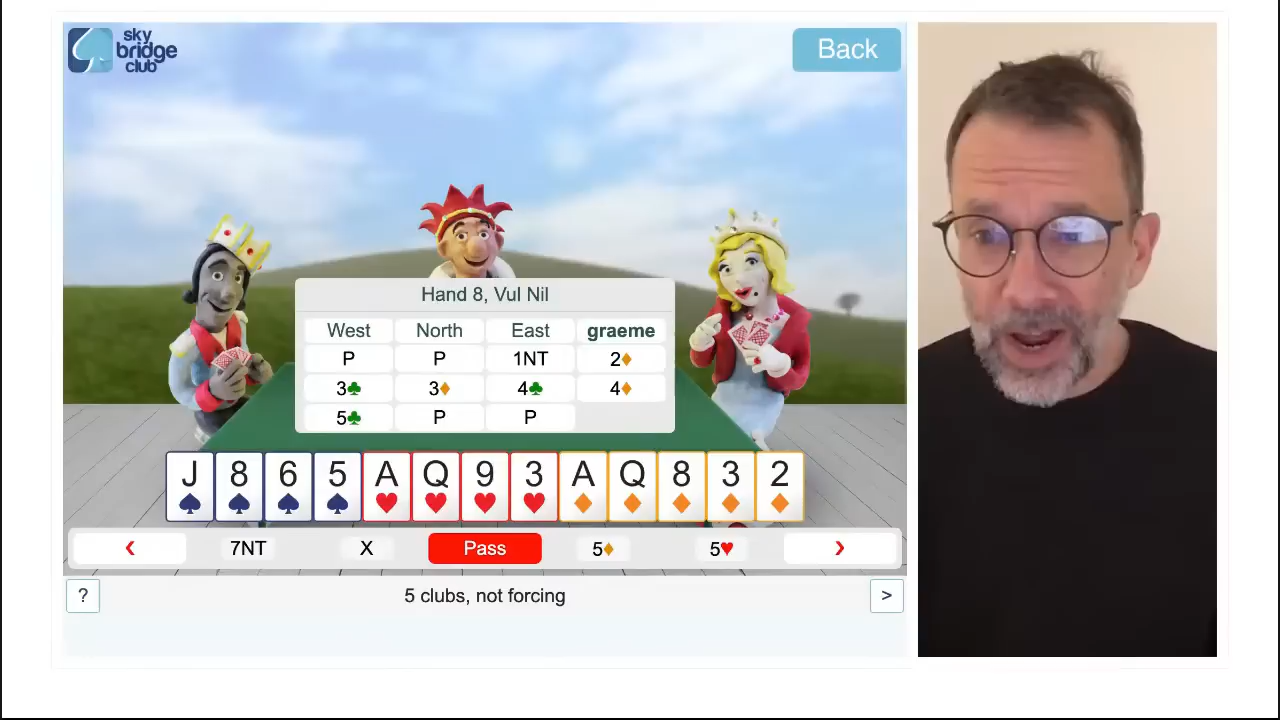 sky
bridge
club
Back
Hand 8, Vul Nil
West North East graeme
P P 1NT 2♦
3♣ 3♦ 4♣ 4♦
5♣ P P
J♠ 8♠ 6♠ 5♠ A♥ Q♥ 9♥ 3♥ A♦ Q♦ 8♦ 3♦ 2♦
❮ 7NT X Pass 5♦ 5♥ ❯
? 5 clubs, not forcing >